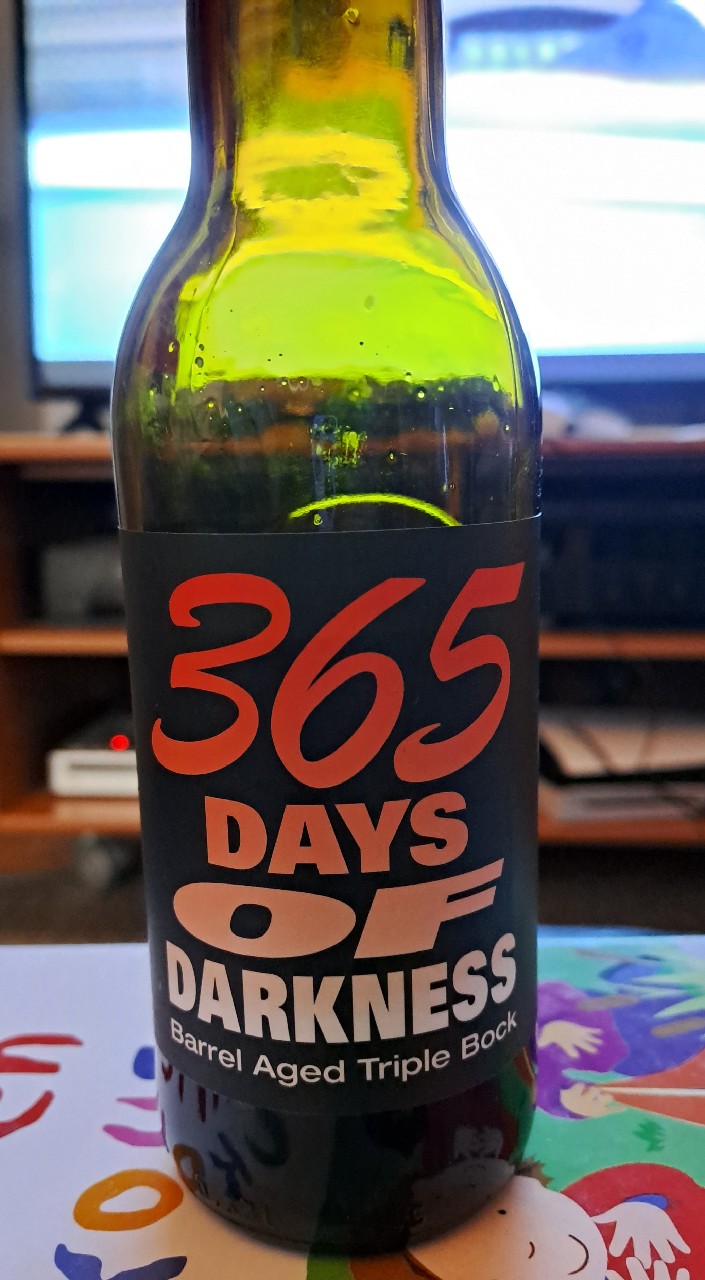 365
DAYS
OF
DARKNESS
Barrel Aged Triple Bock